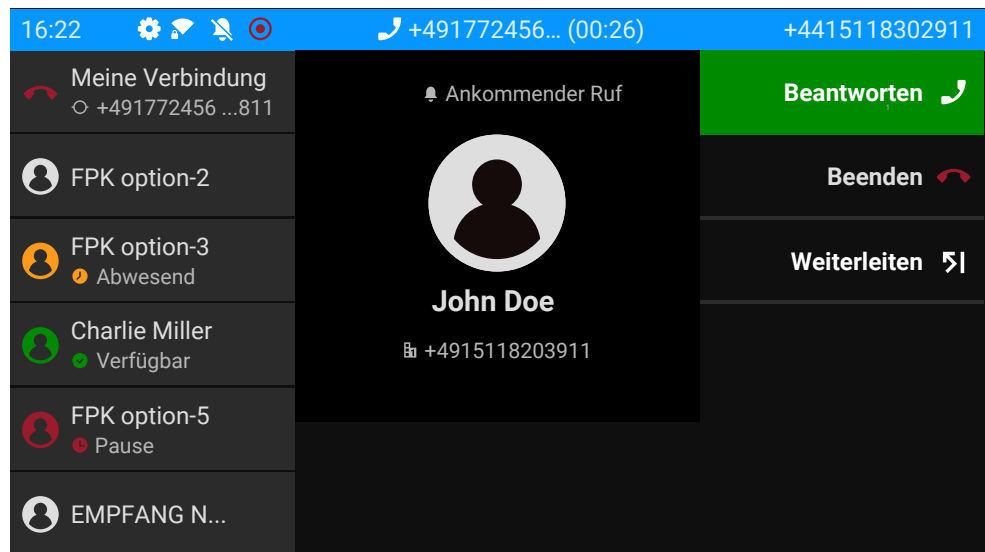 16:22
+491772456... (00:26)
+4415118302911
Meine Verbindung
+491772456 ...811
FPK option-2
FPK option-3
Abwesend
Charlie Miller
Verfügbar
FPK option-5
Pause
EMPFANG N...
Ankommender Ruf
John Doe
+4915118203911
Beantworten
Beenden
Weiterleiten